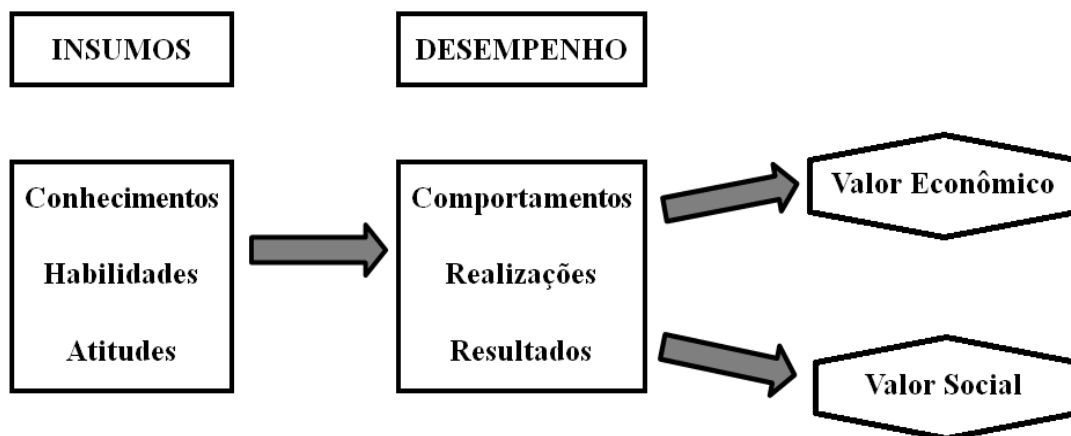 INSUMOS
DESEMPENHO
Conhecimentos
Habilidades
Atitudes
Comportamentos
Realizações
Resultados
Valor Econômico
Valor Social